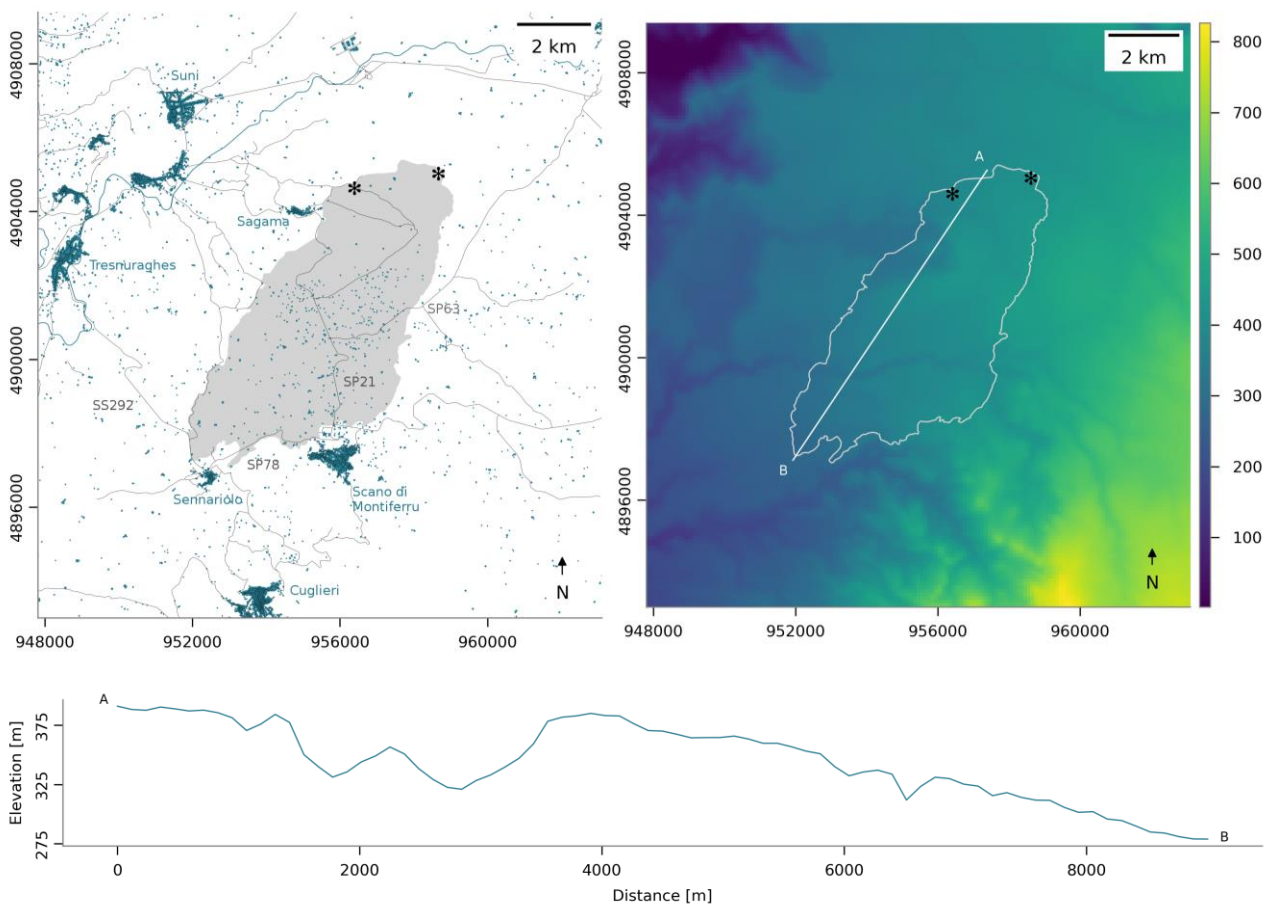 2 km
4908000
4904000
4900000
4896000
Suni
*
*
Sagama
Tresnuraghes
SP63
SP21
SS292
SP78
Sennariolo
Scano di
Montiferru
Cuglieri
N
948000 952000 956000 960000
2 km
4908000
4904000
4900000
4896000
A
*
*
B
N
948000 952000 956000 960000
800
700
600
500
400
300
200
100
A
Elevation [m]
375
325
275
B
0 2000 4000 6000 8000
Distance [m]